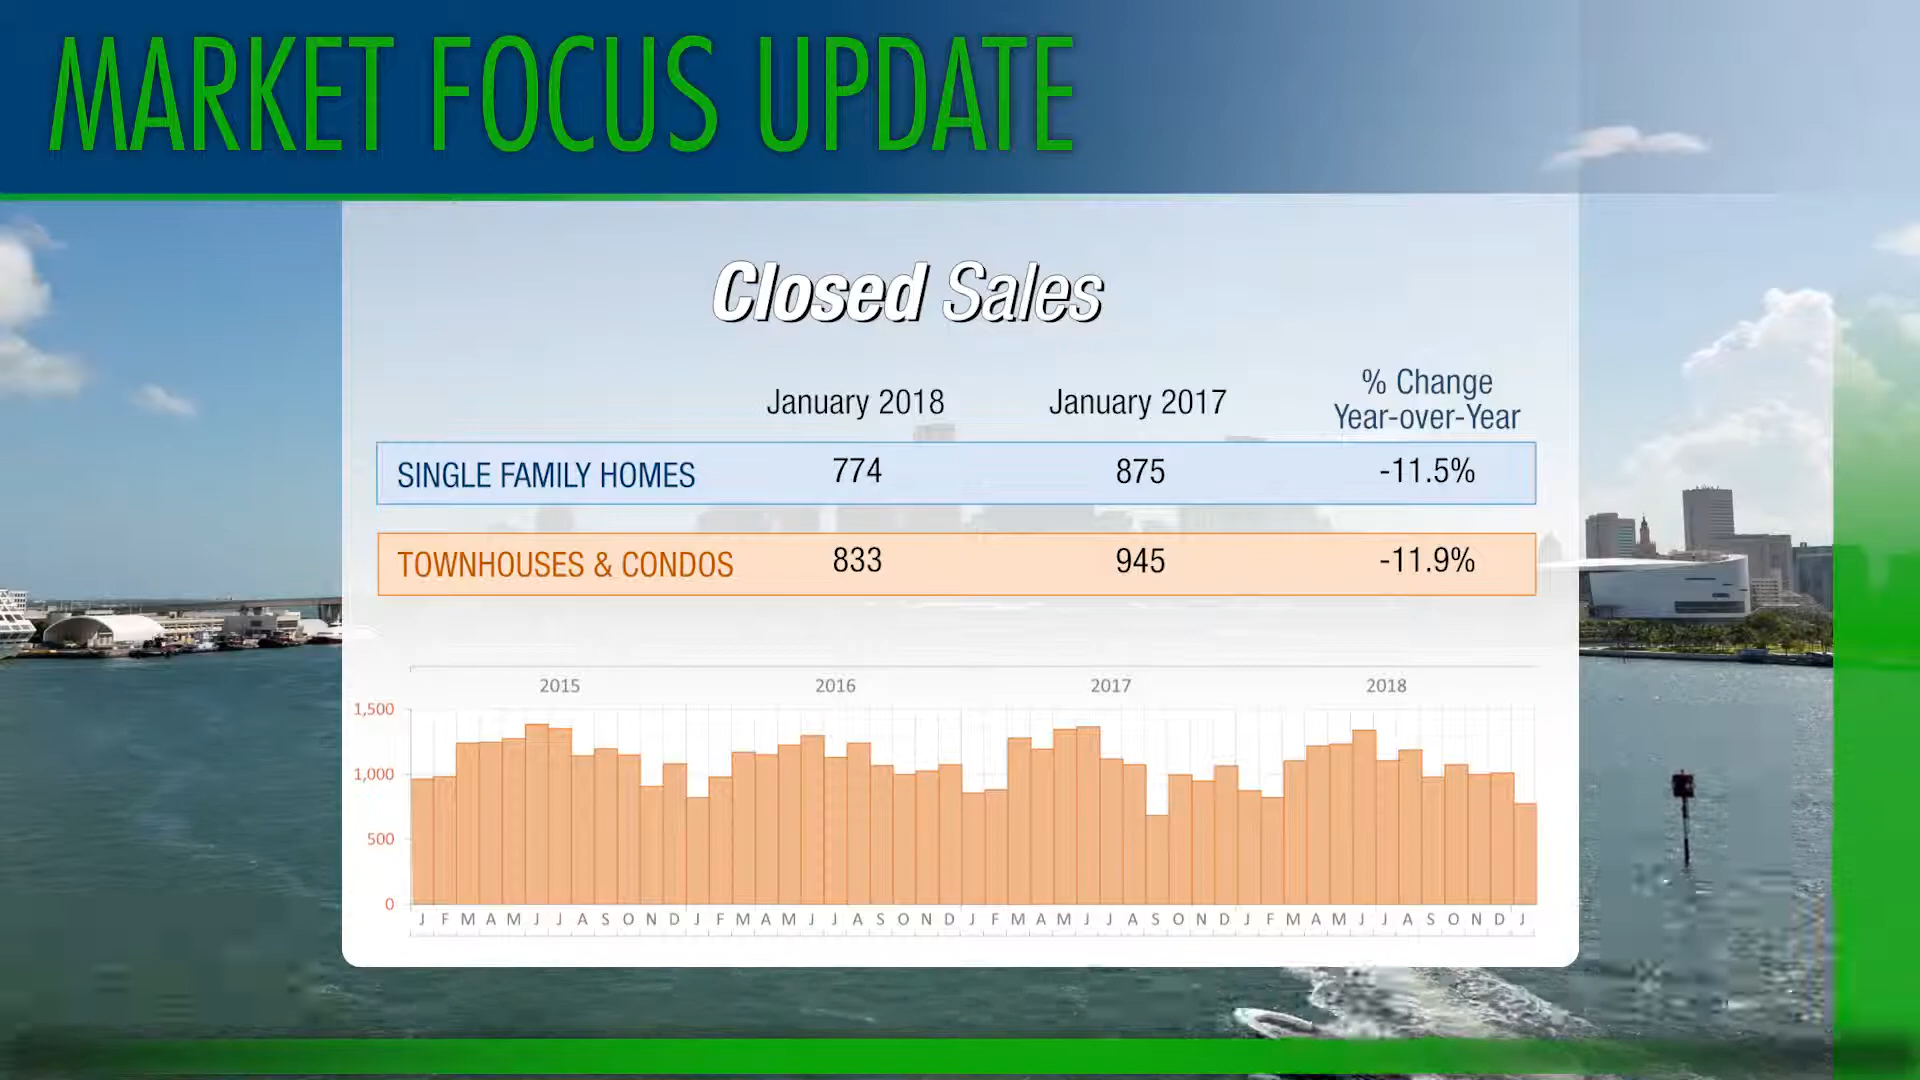 MARKET FOCUS UPDATE
Closed Sales
January 2018 January 2017 % Change
Year-over-Year
SINGLE FAMILY HOMES 774 875 -11.5%
TOWNHOUSES & CONDOS 833 945 -11.9%
2015 2016 2017 2018
1,500
1,000
500
0
J F M A M J J A S O N D J F M A M J J A S O N D J F M A M J J A S O N D J F M A M J J A S O N D J